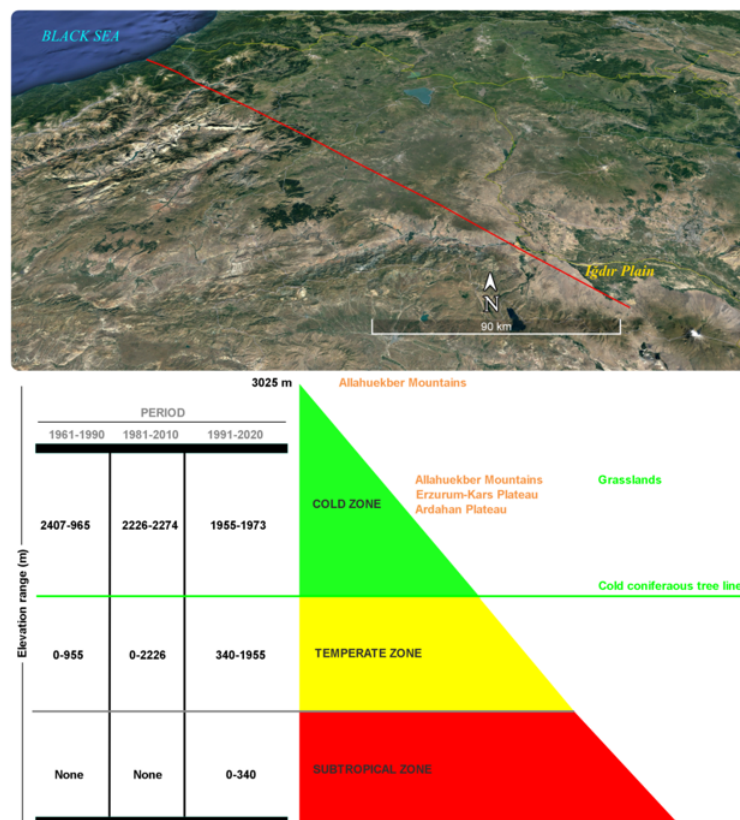 BLACK SEA
Iğdır Plain
N
90 km
3025 m
Allahuekber Mountains
PERIOD
1961-1990 1981-2010 1991-2020
Elevation range (m)
2407-965 2226-2274 1955-1973
COLD ZONE
Allahuekber Mountains
Erzurum-Kars Plateau
Ardahan Plateau
Grasslands
Cold coniferaous tree line
0-955 0-2226 340-1955
TEMPERATE ZONE
None None 0-340
SUBTROPICAL ZONE